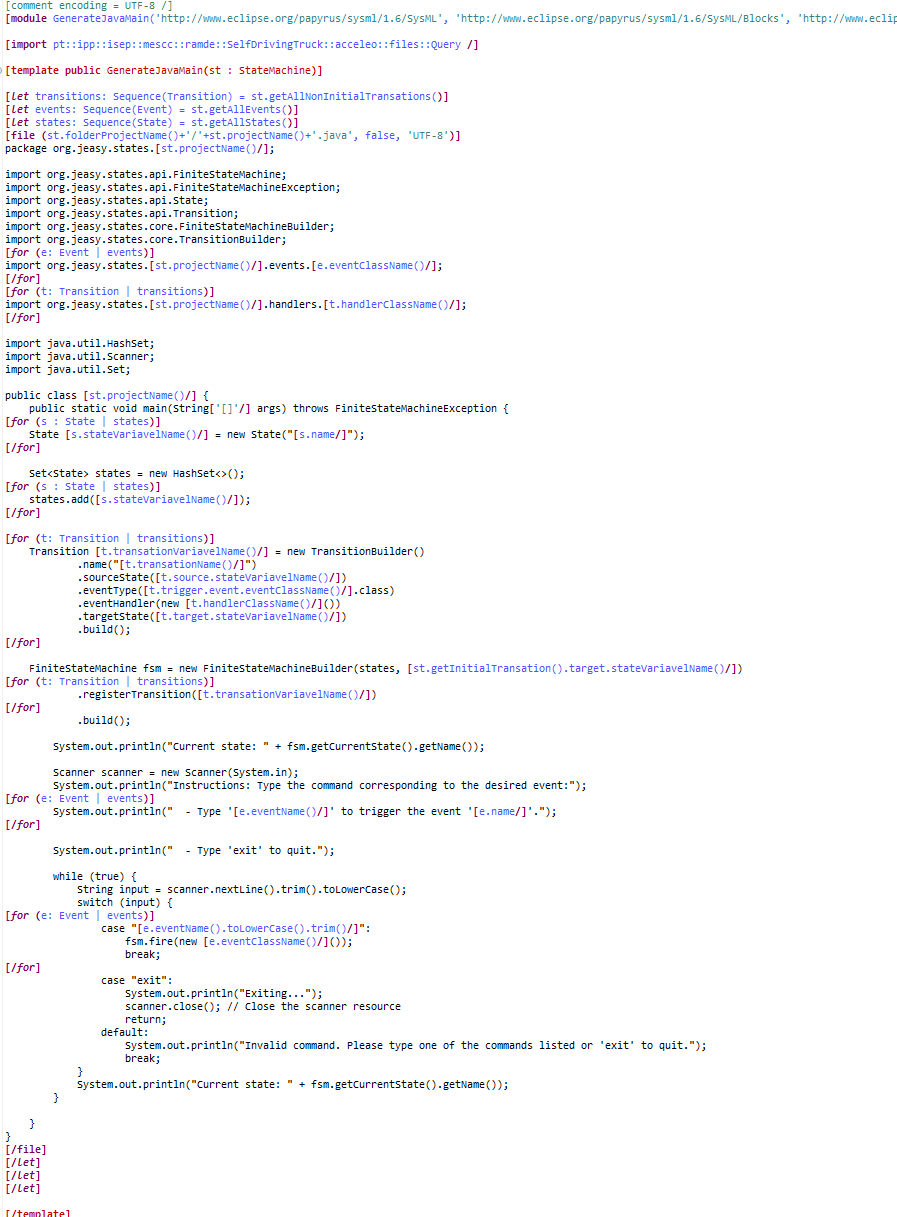 [comment encoding = UTF-8 /]
[module GenerateJavaMain('http://www.eclipse.org/papyrus/sysml/1.6/SysML', 'http://www.eclipse.org/papyrus/sysml/1.6/SysML/Blocks', 'http://www.eclip
[import pt::ipp::isep::mescc::ramde::SelfDrivingTruck::acceleo::files::Query /]
[template public GenerateJavaMain(st : StateMachine)]
[let transitions: Sequence(Transition) = st.getAllNonInitialTransations()]
[let events: Sequence(Event) = st.getAllEvents()]
[let states: Sequence(State) = st.getAllStates()]
[file (st.folderProjectName()+'/'+st.projectName()+'.java', false, 'UTF-8')]
package org.jeasy.states.[st.projectName()/];
import org.jeasy.states.api.FiniteStateMachine;
import org.jeasy.states.api.FiniteStateMachineException;
import org.jeasy.states.api.State;
import org.jeasy.states.api.Transition;
import org.jeasy.states.core.FiniteStateMachineBuilder;
import org.jeasy.states.core.TransitionBuilder;
[for (e: Event | events)]
import org.jeasy.states.[st.projectName()/].events.[e.eventClassName()/];
[/for]
[for (t: Transition | transitions)]
import org.jeasy.states.[st.projectName()/].handlers.[t.handlerClassName()/];
[/for]
import java.util.HashSet;
import java.util.Scanner;
import java.util.Set;
public class [st.projectName()/] {
    public static void main(String['[]'/] args) throws FiniteStateMachineException {
[for (s : State | states)]
    State [s.stateVariavelName()/] = new State("[s.name/]");
[/for]
    Set<State> states = new HashSet<>();
[for (s : State | states)]
    states.add([s.stateVariavelName()/]);
[/for]
[for (t: Transition | transitions)]
    Transition [t.transationVariavelName()/] = new TransitionBuilder()
            .name("[t.transationName()/]")
            .sourceState([t.source.stateVariavelName()/])
            .eventType([t.trigger.event.eventClassName()/].class)
            .eventHandler(new [t.handlerClassName()/]())
            .targetState([t.target.stateVariavelName()/])
            .build();
[/for]
    FiniteStateMachine fsm = new FiniteStateMachineBuilder(states, [st.getInitialTransation().target.stateVariavelName()/])
[for (t: Transition | transitions)]
            .registerTransition([t.transationVariavelName()/])
[/for]
            .build();
        System.out.println("Current state: " + fsm.getCurrentState().getName());
        Scanner scanner = new Scanner(System.in);
        System.out.println("Instructions: Type the command corresponding to the desired event:");
[for (e: Event | events)]
        System.out.println("  - Type '[e.eventName()/]' to trigger the event '[e.name/]'.");
[/for]
        System.out.println("  - Type 'exit' to quit.");
        while (true) {
            String input = scanner.nextLine().trim().toLowerCase();
            switch (input) {
[for (e: Event | events)]
                case "[e.eventName().toLowerCase().trim()/]":
                    fsm.fire(new [e.eventClassName()/]());
                    break;
[/for]
                case "exit":
                    System.out.println("Exiting...");
                    scanner.close(); // Close the scanner resource
                    return;
                default:
                    System.out.println("Invalid command. Please type one of the commands listed or 'exit' to quit.");
                    break;
            }
            System.out.println("Current state: " + fsm.getCurrentState().getName());
        }
    }
}
[/file]
[/let]
[/let]
[/let]
[/template]